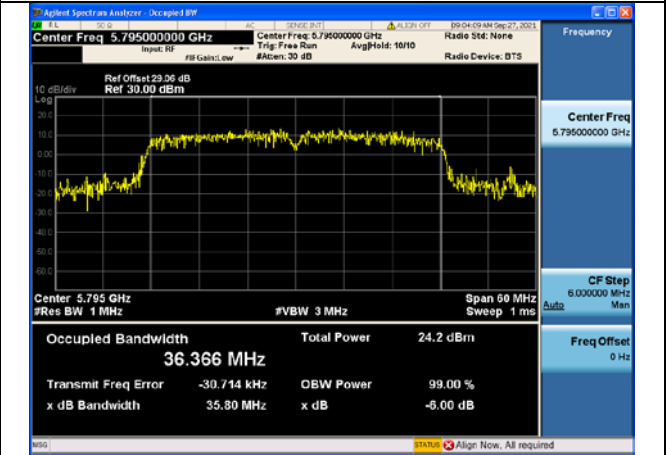 Agilent Spectrum Analyzer - Occupied BW
RL 50 Ω AC SENSE:INT ALIGN OFF 09:04:09 AM Sep 27, 2021
Center Freq 5.795000000 GHz Center Freq: 5.795000000 GHz Radio Std: None Frequency
Input: RF Trig: Free Run Avg|Hold: 10/10
#IFGain:Low #Atten: 30 dB Radio Device: BTS
Ref Offset 29.06 dB
10 dB/div Ref 30.00 dBm
Log
20.0
10.0
0.00
-10.0
-20.0
-30.0
-40.0
-50.0
-60.0
Center Freq
5.795000000 GHz
Center 5.795 GHz Span 60 MHz
#Res BW 1 MHz #VBW 3 MHz Sweep 1 ms
CF Step
6.000000 MHz
Auto Man
Occupied Bandwidth Total Power 24.2 dBm
36.366 MHz
Freq Offset
0 Hz
Transmit Freq Error -30.714 kHz OBW Power 99.00 %
x dB Bandwidth 35.80 MHz x dB -6.00 dB
MSG STATUS Align Now, All required